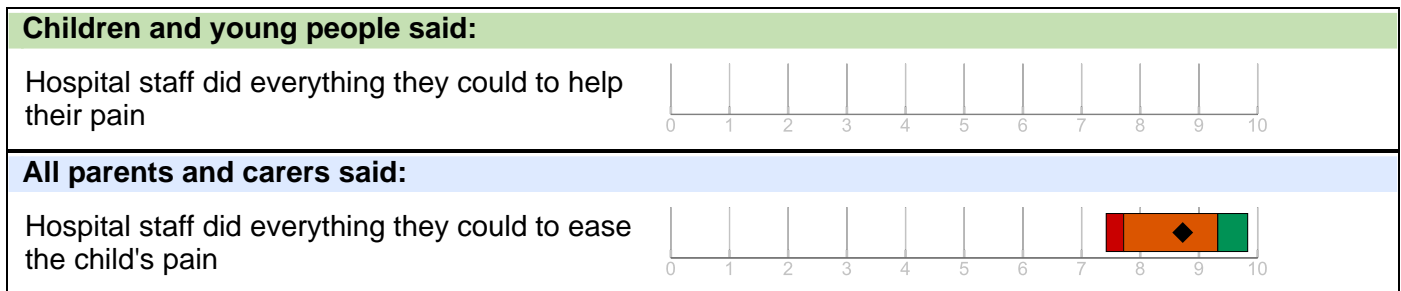 Children and young people said:
Hospital staff did everything they could to help
their pain
0 1 2 3 4 5 6 7 8 9 10
All parents and carers said:
Hospital staff did everything they could to ease
the child's pain
0 1 2 3 4 5 6 7 8 9 10